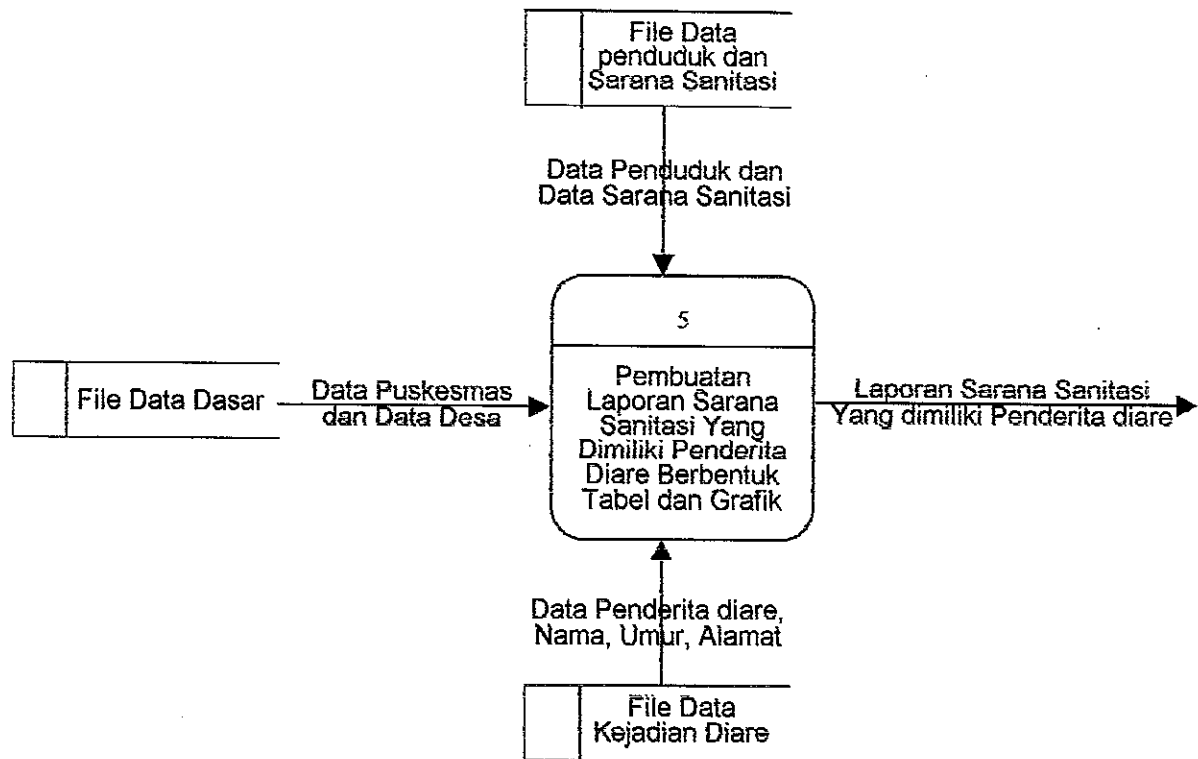 File Data
penduduk dan
Sarana Sanitasi
Data Penduduk dan
Data Sarana Sanitasi
5
Pembuatan
Laporan Sarana
Sanitasi Yang
Dimiliki Penderita
Diare Berbentuk
Tabel dan Grafik
File Data Dasar
Data Puskesmas
dan Data Desa
Laporan Sarana Sanitasi
Yang dimiliki Penderita diare
Data Penderita diare,
Nama, Umur, Alamat
File Data
Kejadian Diare